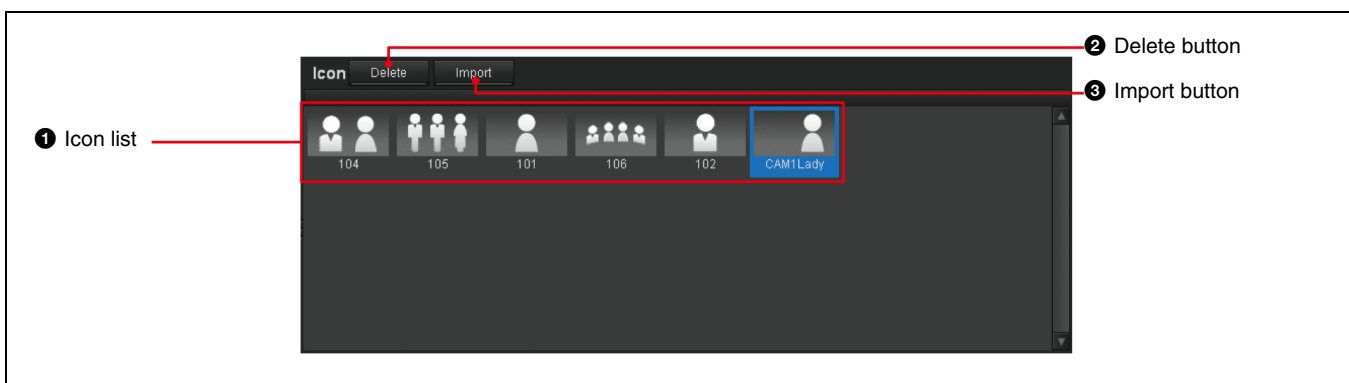 ❷ Delete button
Icon Delete Import
❸ Import button
❶ Icon list
104 105 101 106 102 CAM1Lady